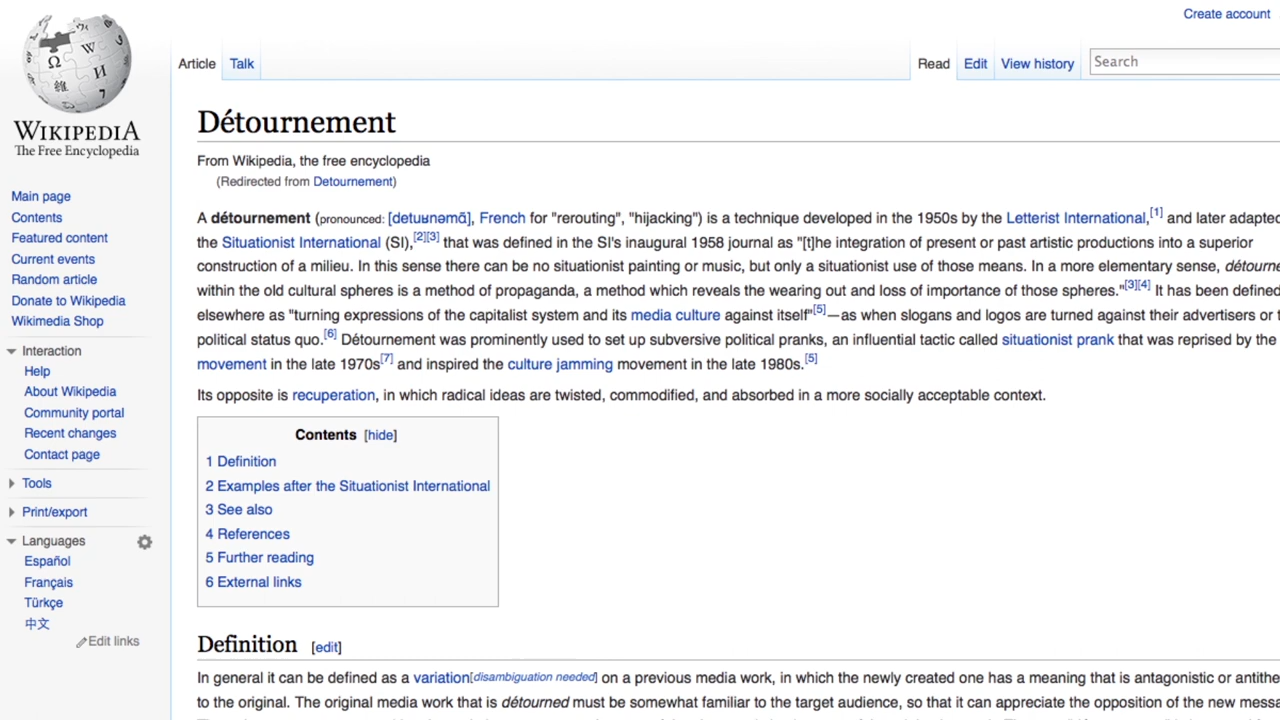 Create account
Article Talk Read Edit View history Search
WIKIPEDIA
The Free Encyclopedia
Main page
Contents
Featured content
Current events
Random article
Donate to Wikipedia
Wikimedia Shop
Interaction
Help
About Wikipedia
Community portal
Recent changes
Contact page
Tools
Print/export
Languages
Español
Français
Türkçe
中文
Edit links
Détournement
From Wikipedia, the free encyclopedia
(Redirected from Detournement)
A détournement (pronounced: [detuʁnəmɑ̃], French for "rerouting", "hijacking") is a technique developed in the 1950s by the Letterist International,[1] and later adapted
the Situationist International (SI),[2][3] that was defined in the SI's inaugural 1958 journal as "[t]he integration of present or past artistic productions into a superior
construction of a milieu. In this sense there can be no situationist painting or music, but only a situationist use of those means. In a more elementary sense, détourne
within the old cultural spheres is a method of propaganda, a method which reveals the wearing out and loss of importance of those spheres."[3][4] It has been defined
elsewhere as "turning expressions of the capitalist system and its media culture against itself"[5]—as when slogans and logos are turned against their advertisers or t
political status quo.[6] Détournement was prominently used to set up subversive political pranks, an influential tactic called situationist prank that was reprised by the
movement in the late 1970s[7] and inspired the culture jamming movement in the late 1980s.[5]
Its opposite is recuperation, in which radical ideas are twisted, commodified, and absorbed in a more socially acceptable context.
Contents [hide]
1 Definition
2 Examples after the Situationist International
3 See also
4 References
5 Further reading
6 External links
Definition [edit]
In general it can be defined as a variation[disambiguation needed] on a previous media work, in which the newly created one has a meaning that is antagonistic or antithe
to the original. The original media work that is détourned must be somewhat familiar to the target audience, so that it can appreciate the opposition of the new messa